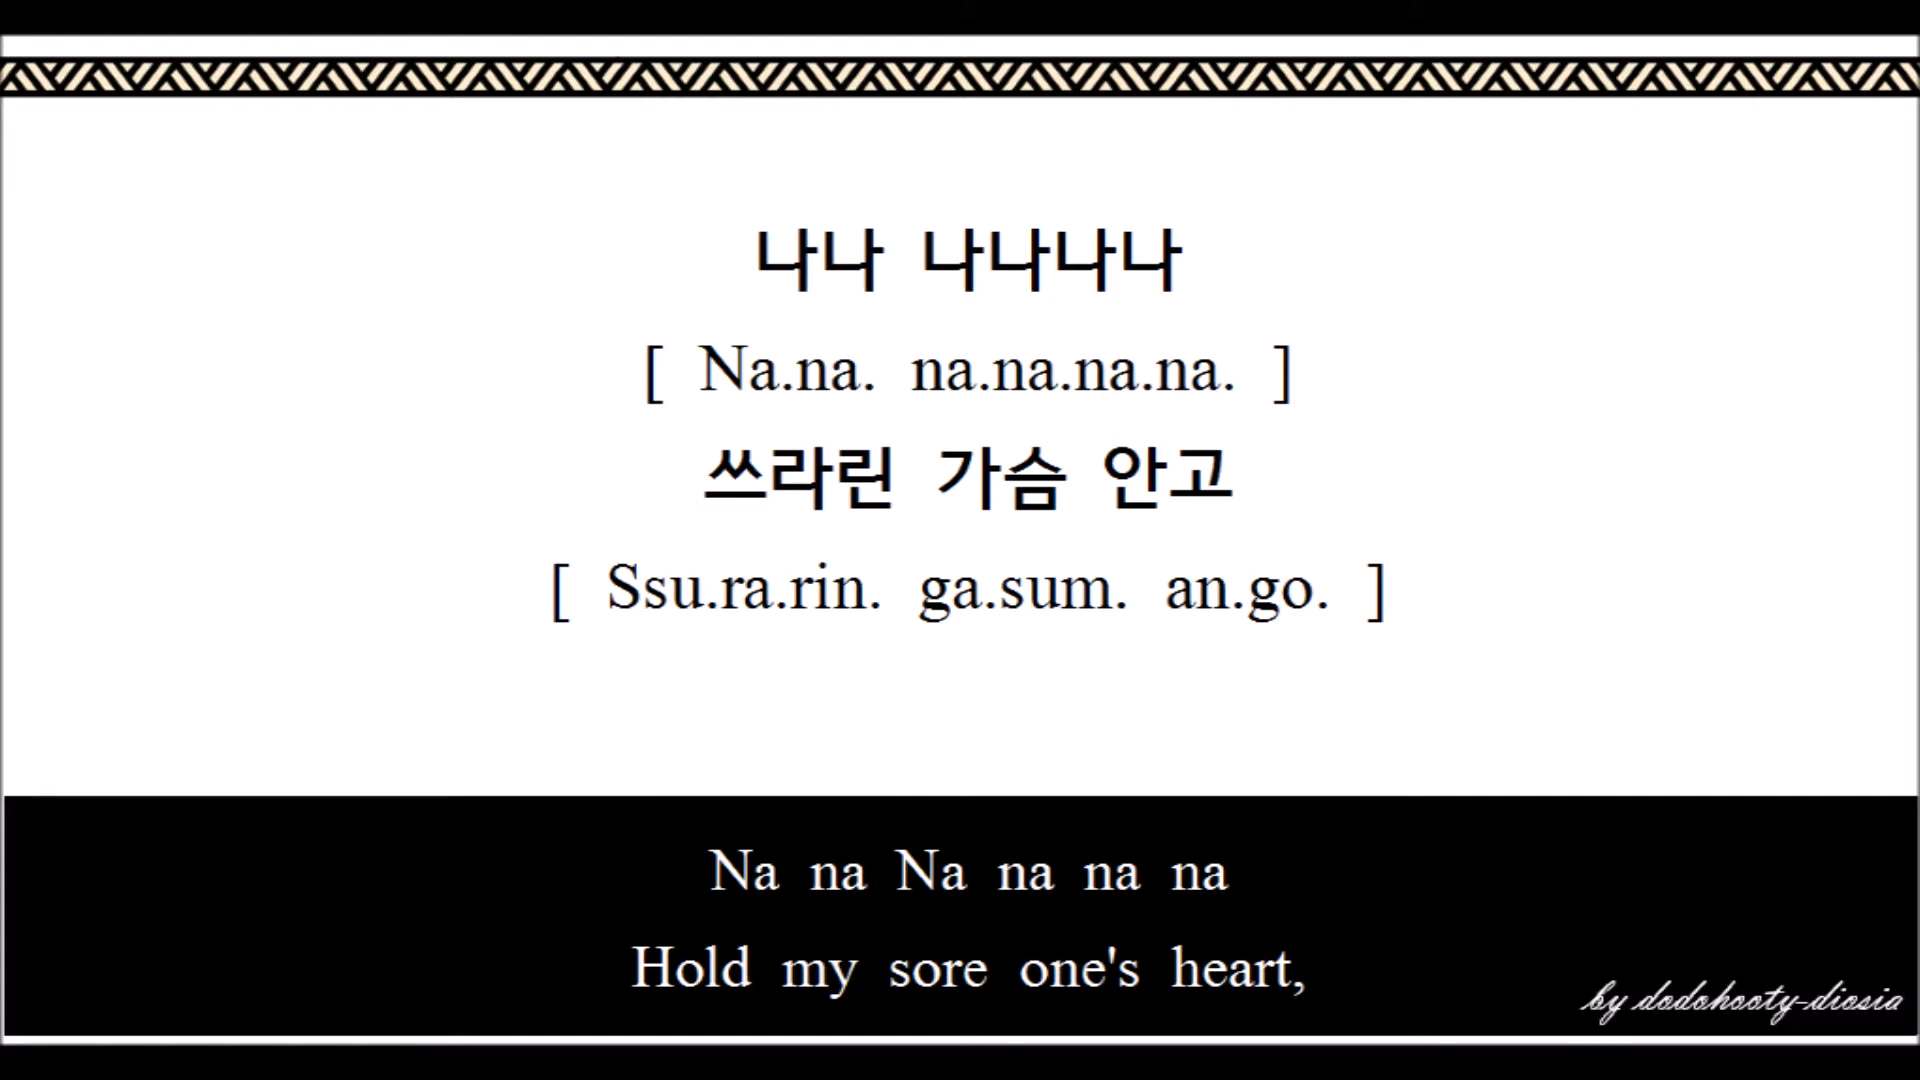 나나 나나나나
[ Na.na. na.na.na.na. ]
쓰라린 가슴 안고
[ Ssu.ra.rin. ga.sum. an.go. ]
Na na Na na na na
Hold my sore one's heart,
by dodohooty-diosia